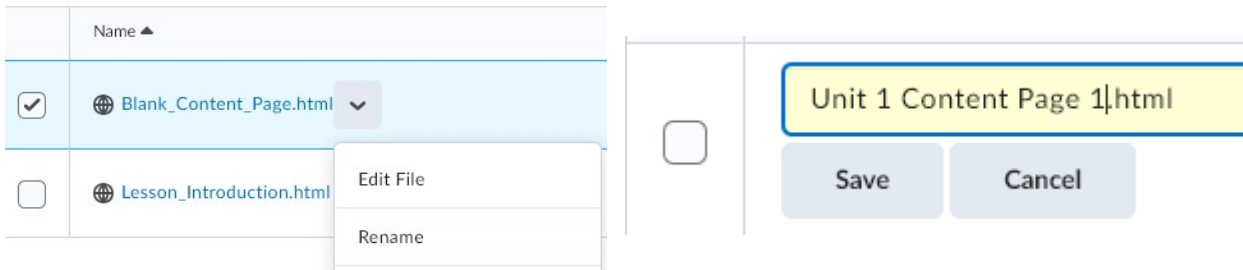 Name
Blank_Content_Page.html
Edit File
Lesson_Introduction.html
Rename
Unit 1 Content Page 1.html
Save Cancel